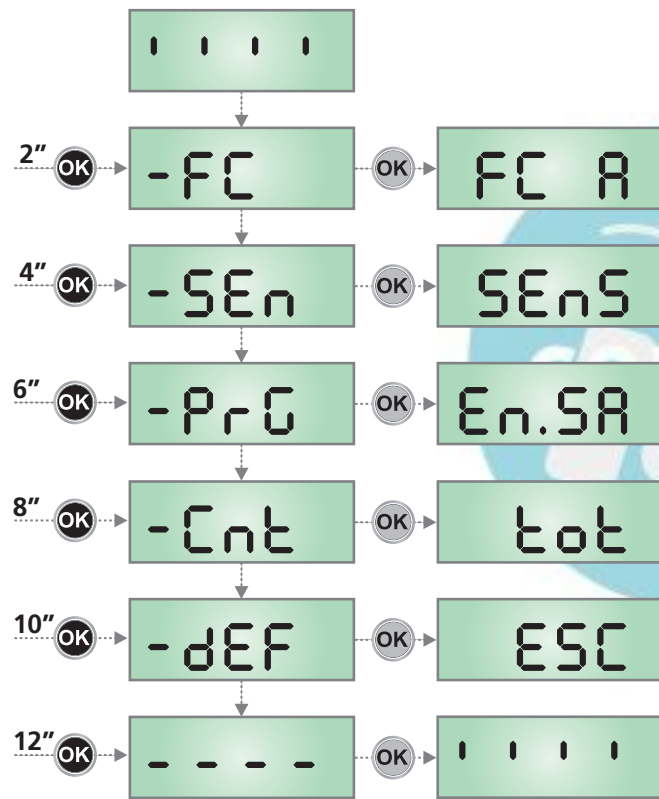 ı ı ı ı
2” OK -FC OK FC A
4” OK -SEn OK SEnS
6” OK -PrG OK En.SA
8” OK -Cnt OK tot
10” OK -dEF OK ESC
12” OK - - - - OK ı ı ı ı